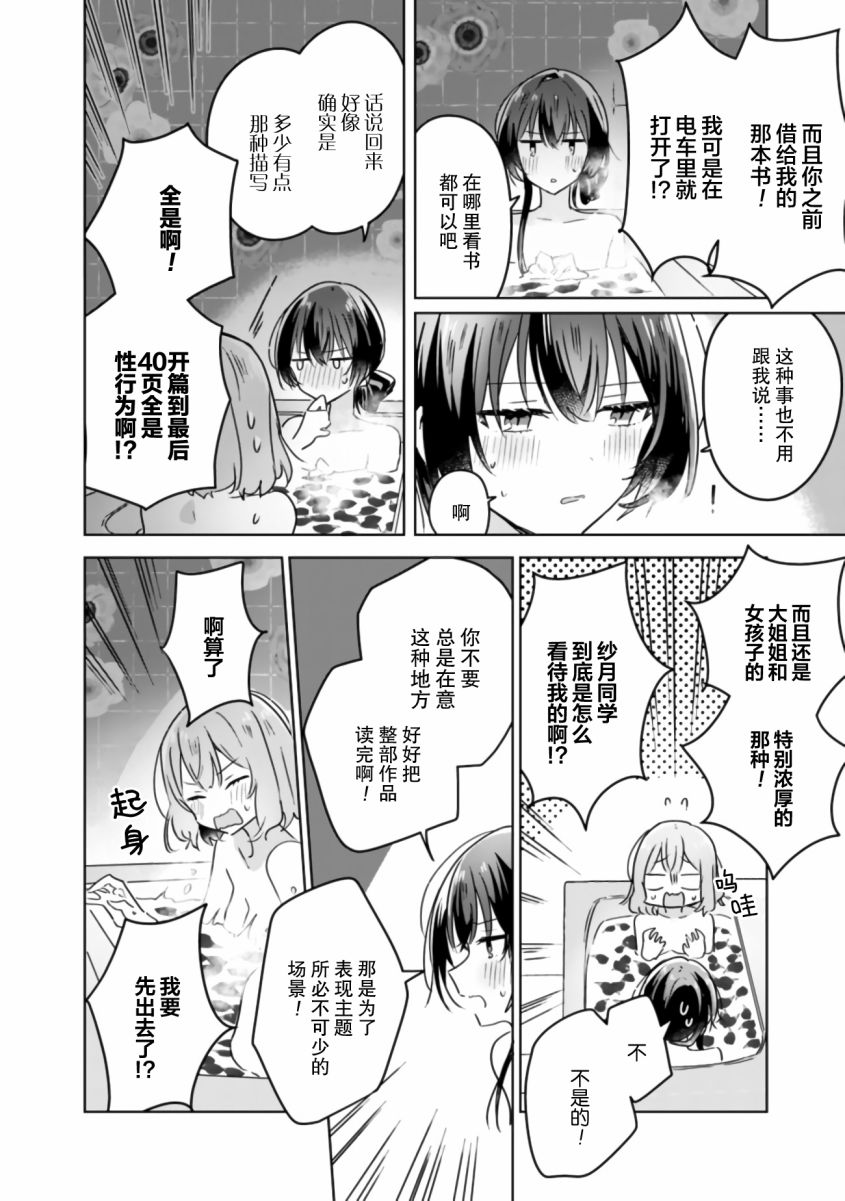 而且你之前
借给我的
那本书！
我可是在
电车里就
打开了!?
在哪里看书
都可以吧
话说回来
好像
确实是
多少有点
那种描写
全是啊！
开篇到最后
40页全是
性行为啊!?
这种事也不用
跟我说……
啊
而且还是
大姐姐和
女孩子的
特别浓厚的
那种！
纱月同学
到底是怎么
看待我的啊!?
呜哇
不
不是的！
你不要
总是在意
这种地方
好好把
整部作品
读完啊！
那是为了
表现主题
所必不可少的
场景！
啊算了
起身
我要
先出去了!?